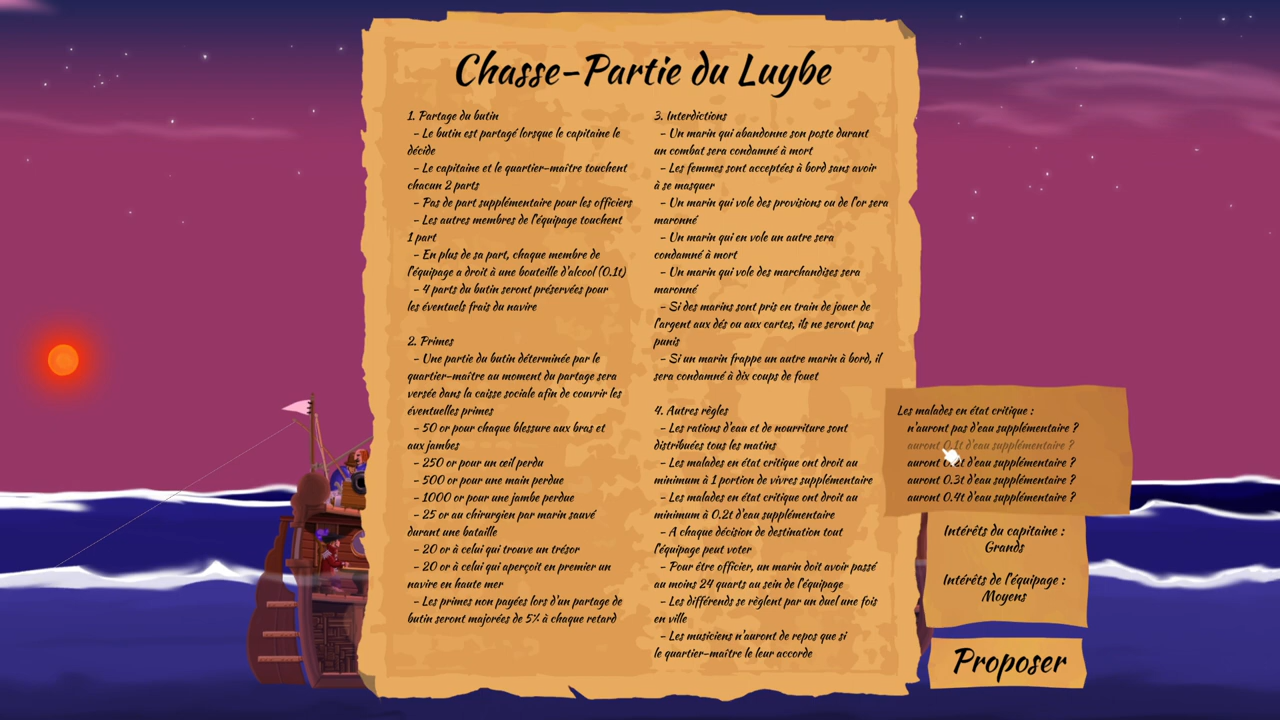 Chasse-Partie du Luybe
1. Partage du butin
- Le butin est partagé lorsque le capitaine le
décide
- Le capitaine et le quartier-maître touchent
chacun 2 parts
- Pas de part supplémentaire pour les officiers
- Les autres membres de l'équipage touchent
1 part
- En plus de sa part, chaque membre de
l'équipage a droit à une bouteille d'alcool (0.1t)
- 4 parts du butin seront préservées pour
les éventuels frais du navire
2. Primes
- Une partie du butin déterminée par le
quartier-maître au moment du partage sera
versée dans la caisse sociale afin de couvrir les
éventuelles primes
- 50 or pour chaque blessure aux bras et
aux jambes
- 250 or pour un œil perdu
- 500 or pour une main perdue
- 1000 or pour une jambe perdue
- 25 or au chirurgien par marin sauvé
durant une bataille
- 20 or à celui qui trouve un trésor
- 20 or à celui qui aperçoit en premier un
navire en haute mer
- Les primes non payées lors d'un partage de
butin seront majorées de 5% à chaque retard
3. Interdictions
- Un marin qui abandonne son poste durant
un combat sera condamné à mort
- Les femmes sont acceptées à bord sans avoir
à se masquer
- Un marin qui vole des provisions ou de l'or sera
maronné
- Un marin qui en vole un autre sera
condamné à mort
- Un marin qui vole des marchandises sera
maronné
- Si des marins sont pris en train de jouer de
l'argent aux dés ou aux cartes, ils ne seront pas
punis
- Si un marin frappe un autre marin à bord, il
sera condamné à dix coups de fouet
4. Autres règles
- Les rations d'eau et de nourriture sont
distribuées tous les matins
- Les malades en état critique ont droit au
minimum à 1 portion de vivres supplémentaire
- Les malades en état critique ont droit au
minimum à 0.2t d'eau supplémentaire
- A chaque décision de destination tout
l'équipage peut voter
- Pour être officier, un marin doit avoir passé
au moins 24 quarts au sein de l'équipage
- Les différends se règlent par un duel une fois
en ville
- Les musiciens n'auront de repos que si
le quartier-maître le leur accorde
Les malades en état critique :
n'auront pas d'eau supplémentaire ?
auront 0.1t d'eau supplémentaire ?
auront 0.2t d'eau supplémentaire ?
auront 0.3t d'eau supplémentaire ?
auront 0.4t d'eau supplémentaire ?
Intérêts du capitaine :
Grands
Intérêts de l'équipage :
Moyens
Proposer